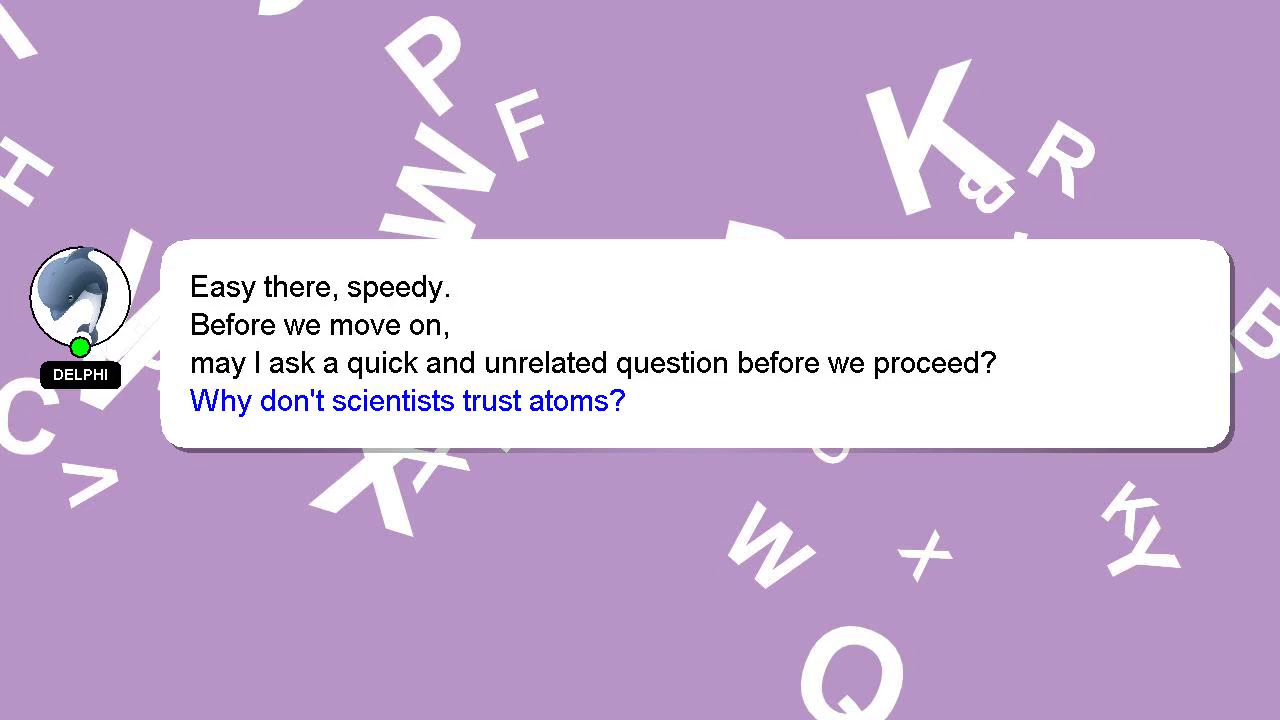 Easy there, speedy.
Before we move on,
may I ask a quick and unrelated question before we proceed?
Why don't scientists trust atoms?
DELPHI
P
F
K
R
B
H
W
B
C
V
X
X
W
X
K
Y
Q